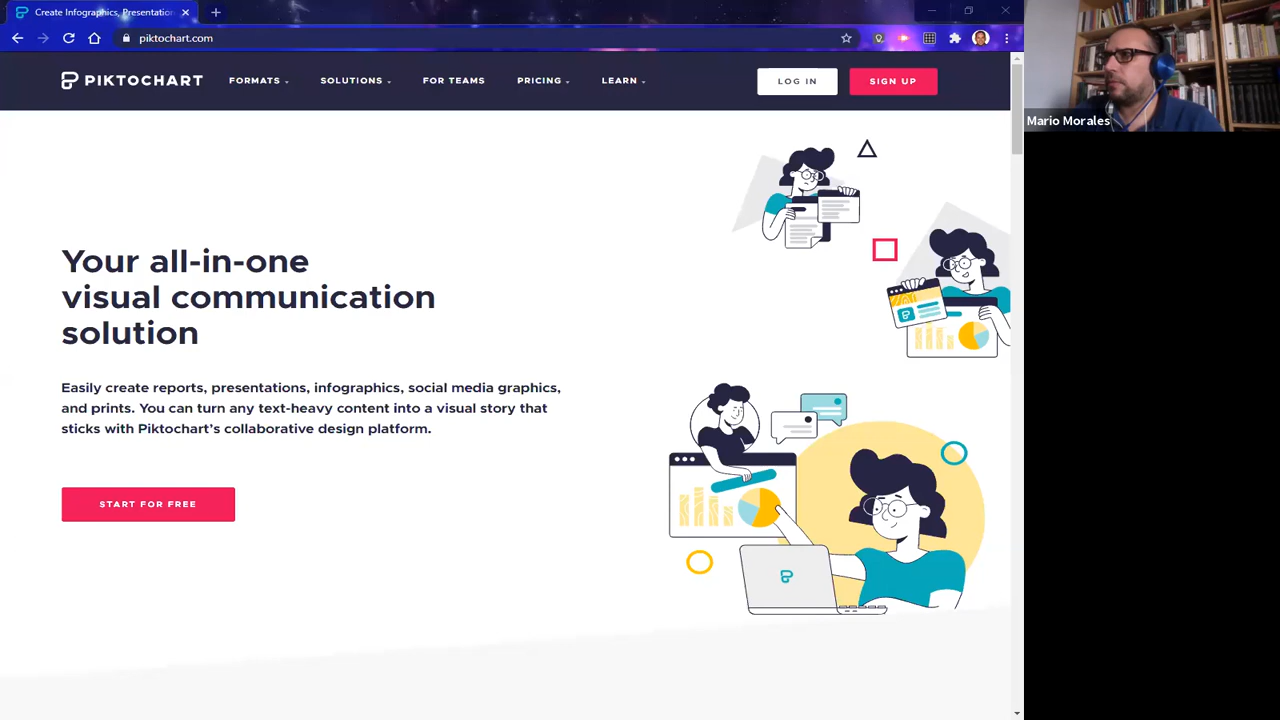 Create Infographics, Presentation
piktochart.com
PIKTOCHART
FORMATS
SOLUTIONS
FOR TEAMS
PRICING
LEARN
LOG IN
SIGN UP
Mario Morales
Your all-in-one
visual communication
solution
Easily create reports, presentations, infographics, social media graphics,
and prints. You can turn any text-heavy content into a visual story that
sticks with Piktochart's collaborative design platform.
START FOR FREE